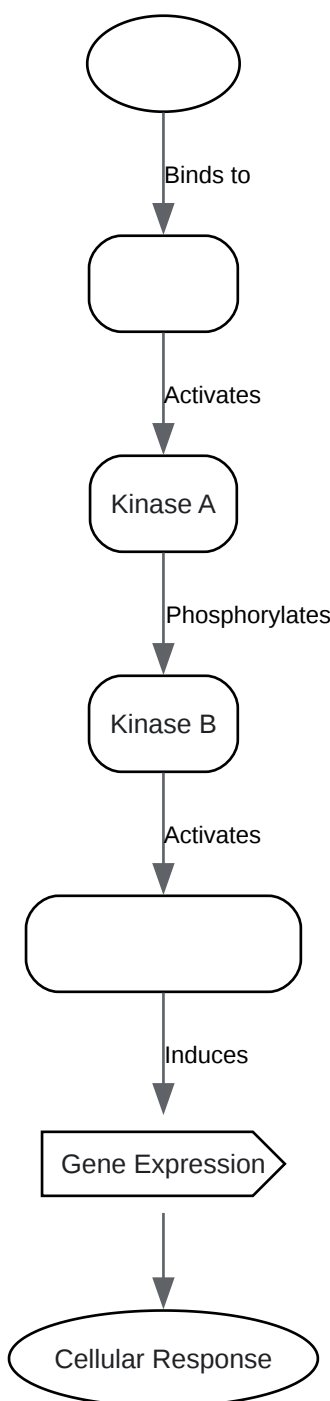 Binds to
Activates
Kinase A
Phosphorylates
Kinase B
Activates
Induces
Gene Expression
Cellular Response